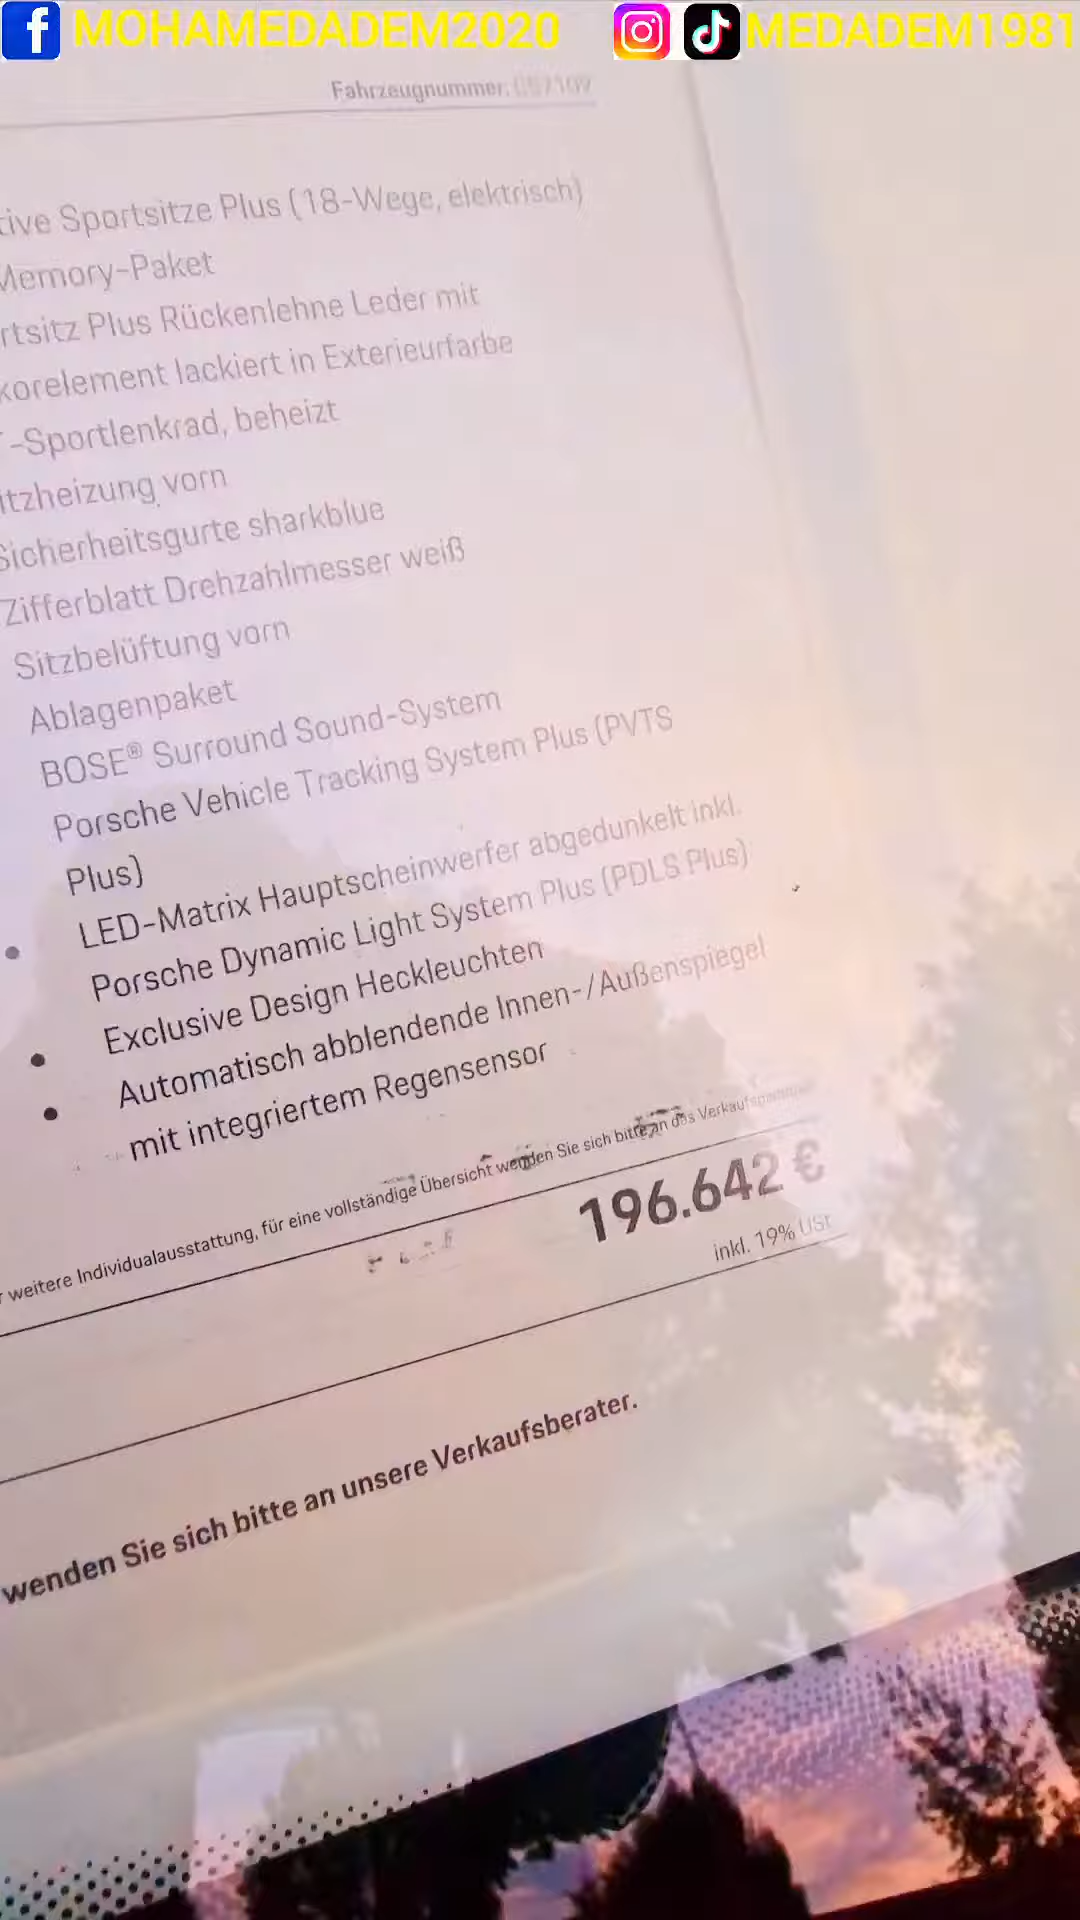 MOHAMEDADEM2020
MEDADEM1981
Fahrzeugnummer:
tive Sportsitze Plus (18-Wege, elektrisch)
Memory-Paket
rtsitz Plus Rückenlehne Leder mit
korelement lackiert in Exterieurfarbe
-Sportlenkrad, beheizt
itzheizung vorn
Sicherheitsgurte sharkblue
Zifferblatt Drehzahlmesser weiß
Sitzbelüftung vorn
Ablagenpaket
BOSE® Surround Sound-System
Porsche Vehicle Tracking System Plus (PVTS
Plus)
• LED-Matrix Hauptscheinwerfer abgedunkelt inkl.
Porsche Dynamic Light System Plus (PDLS Plus)
• Exclusive Design Heckleuchten
• Automatisch abblendende Innen-/Außenspiegel
mit integriertem Regensensor
r weitere Individualausstattung, für eine vollständige Übersicht wenden Sie sich bitte an das
196.642 €
inkl. 19% USt
wenden Sie sich bitte an unsere Verkaufsberater.